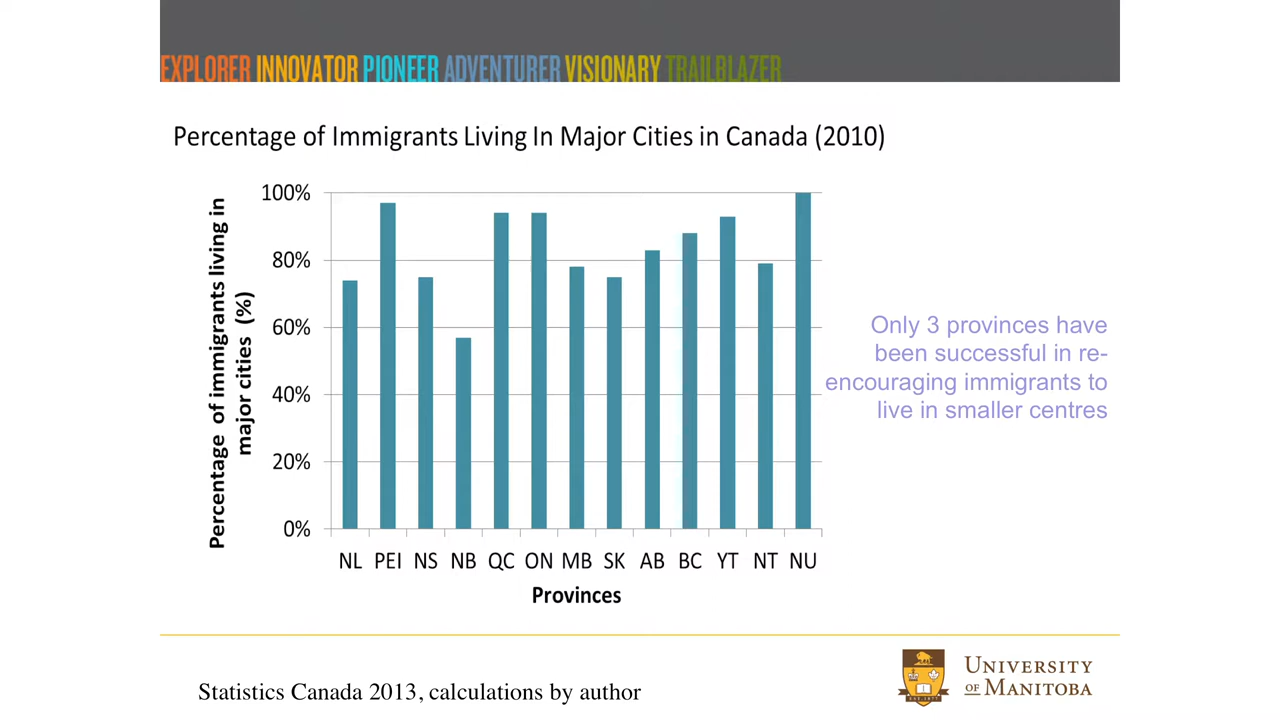 EXPLORER INNOVATOR PIONEER ADVENTURER VISIONARY TRAILBLAZER
Percentage of Immigrants Living In Major Cities in Canada (2010)
Percentage of immigrants living in
major cities (%)
100%
80%
60%
40%
20%
0%
NL PEI NS NB QC ON MB SK AB BC YT NT NU
Provinces
Only 3 provinces have
been successful in re-
encouraging immigrants to
live in smaller centres
Statistics Canada 2013, calculations by author
UNIVERSITY
OF MANITOBA